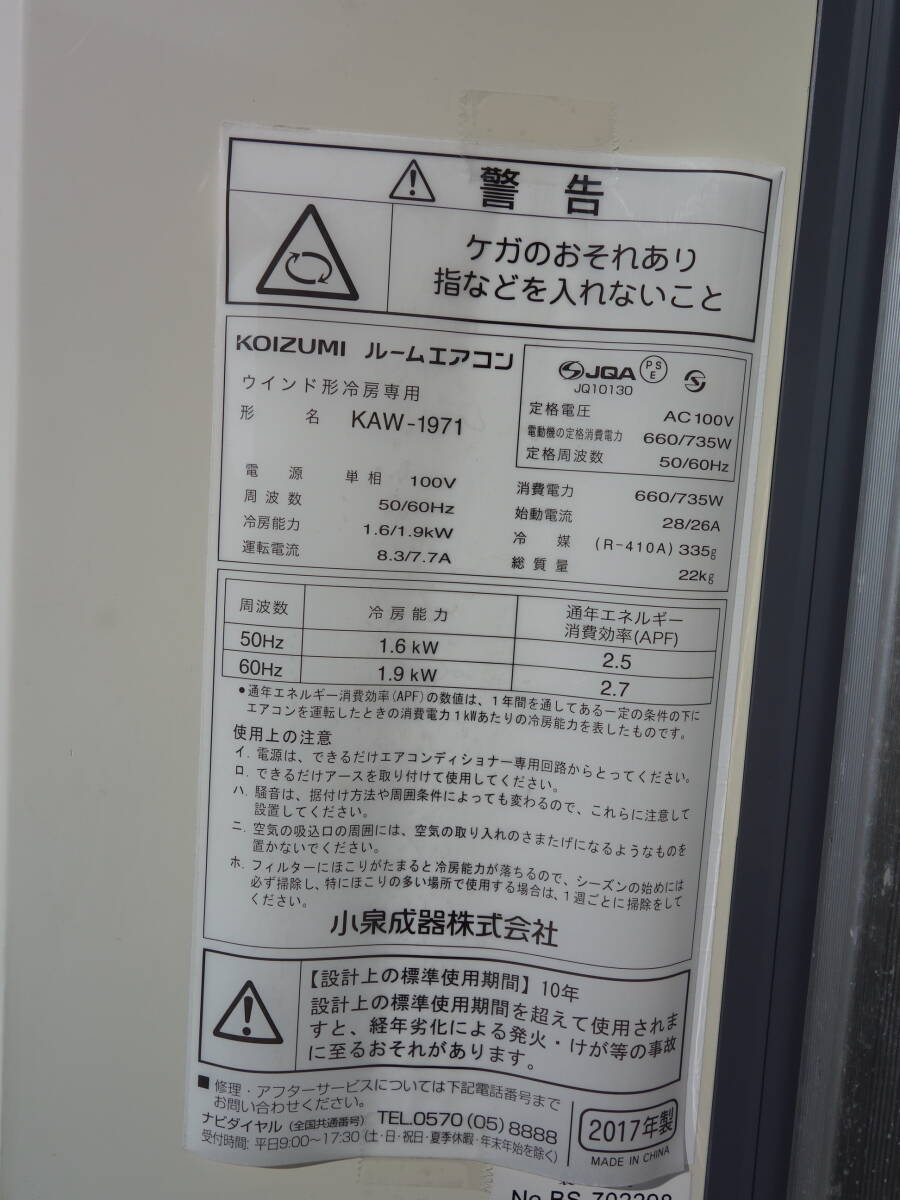 警告
ケガのおそれあり
指などを入れないこと
KOIZUMI ルームエアコン
ウインド形冷房専用
形名 KAW-1971
電源 単相 100V
周波数 50/60Hz
冷房能力 1.6/1.9kW
運転電流 8.3/7.7A
JQA PSE
JQ10130
定格電圧 AC100V
電動機の定格消費電力 660/735W
定格周波数 50/60Hz
消費電力 660/735W
始動電流 28/26A
冷媒 (R-410A) 335g
総質量 22kg
周波数 冷房能力 通年エネルギー
消費効率(APF)
50Hz 1.6 kW 2.5
60Hz 1.9 kW 2.7
●通年エネルギー消費効率(APF)の数値は、1年間を通してある一定の条件の下に
エアコンを運転したときの消費電力1kWあたりの冷房能力を表したものです。
使用上の注意
イ. 電源は、できるだけエアコンディショナー専用回路からとってください。
ロ. できるだけアースを取り付けて使用してください。
ハ. 騒音は、据付け方法や周囲条件によっても変わるので、これらに注意して
設置してください。
ニ. 空気の吸込口の周囲には、空気の取り入れのさまたげになるようなものを
置かないでください。
ホ. フィルターにほこりがたまると冷房能力が落ちるので、シーズンの始めには
必ず掃除し、特にほこりの多い場所で使用する場合は、1週ごとに掃除をして
ください。
小泉成器株式会社
【設計上の標準使用期間】10年
設計上の標準使用期間を超えて使用されま
すと、経年劣化による発火・けが等の事故
に至るおそれがあります。
■修理・アフターサービスについては下記電話番号まで
お問い合わせください。
ナビダイヤル(全国共通番号) TEL.0570(05)8888
受付時間: 平日9:00〜17:30(土・日・祝日・夏季休暇・年末年始を除く)
2017年製
MADE IN CHINA